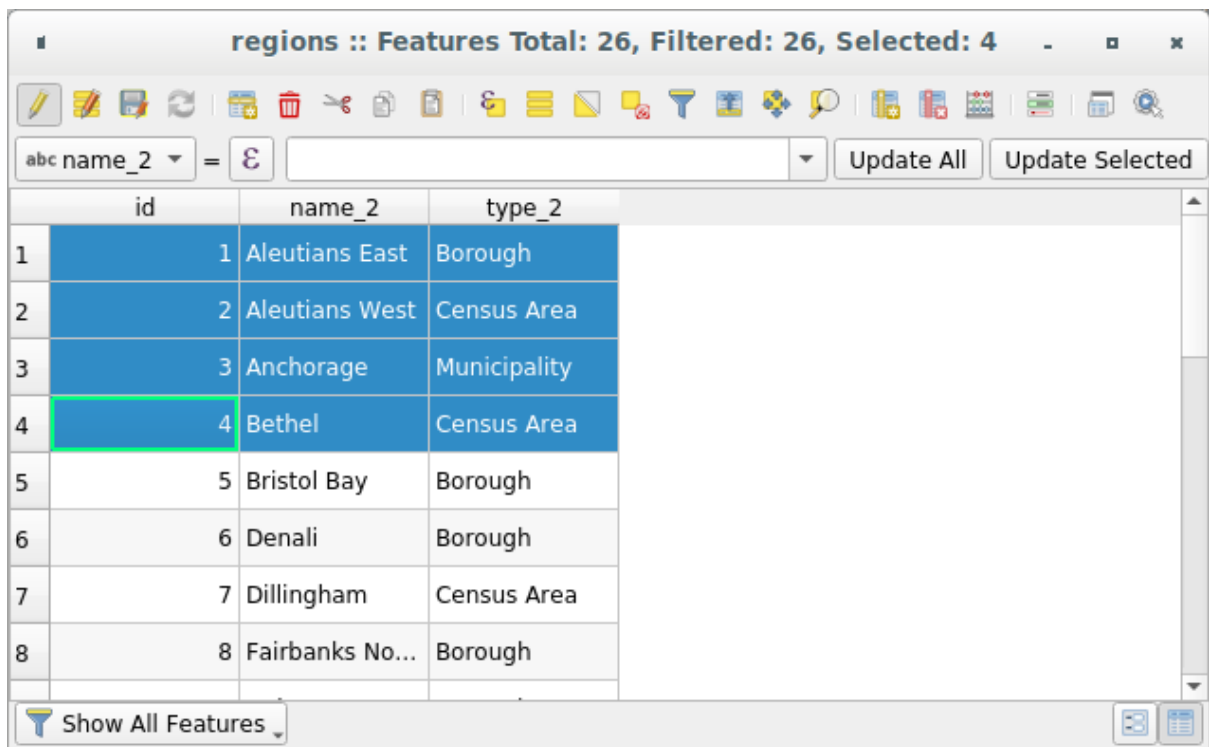 regions :: Features Total: 26, Filtered: 26, Selected: 4
abc name_2 = ε Update All Update Selected
id name_2 type_2
1 1 Aleutians East Borough
2 2 Aleutians West Census Area
3 3 Anchorage Municipality
4 4 Bethel Census Area
5 5 Bristol Bay Borough
6 6 Denali Borough
7 7 Dillingham Census Area
8 8 Fairbanks No... Borough
Show All Features